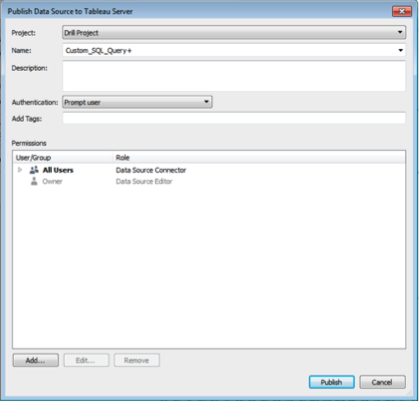 Publish Data Source to Tableau Server
Project: Drill Project
Name: Custom_SQL_Query+
Description:
Authentication: Prompt user
Add Tags:
Permissions
User/Group Role
All Users Data Source Connector
Owner Data Source Editor
Add... Edit... Remove
Publish Cancel